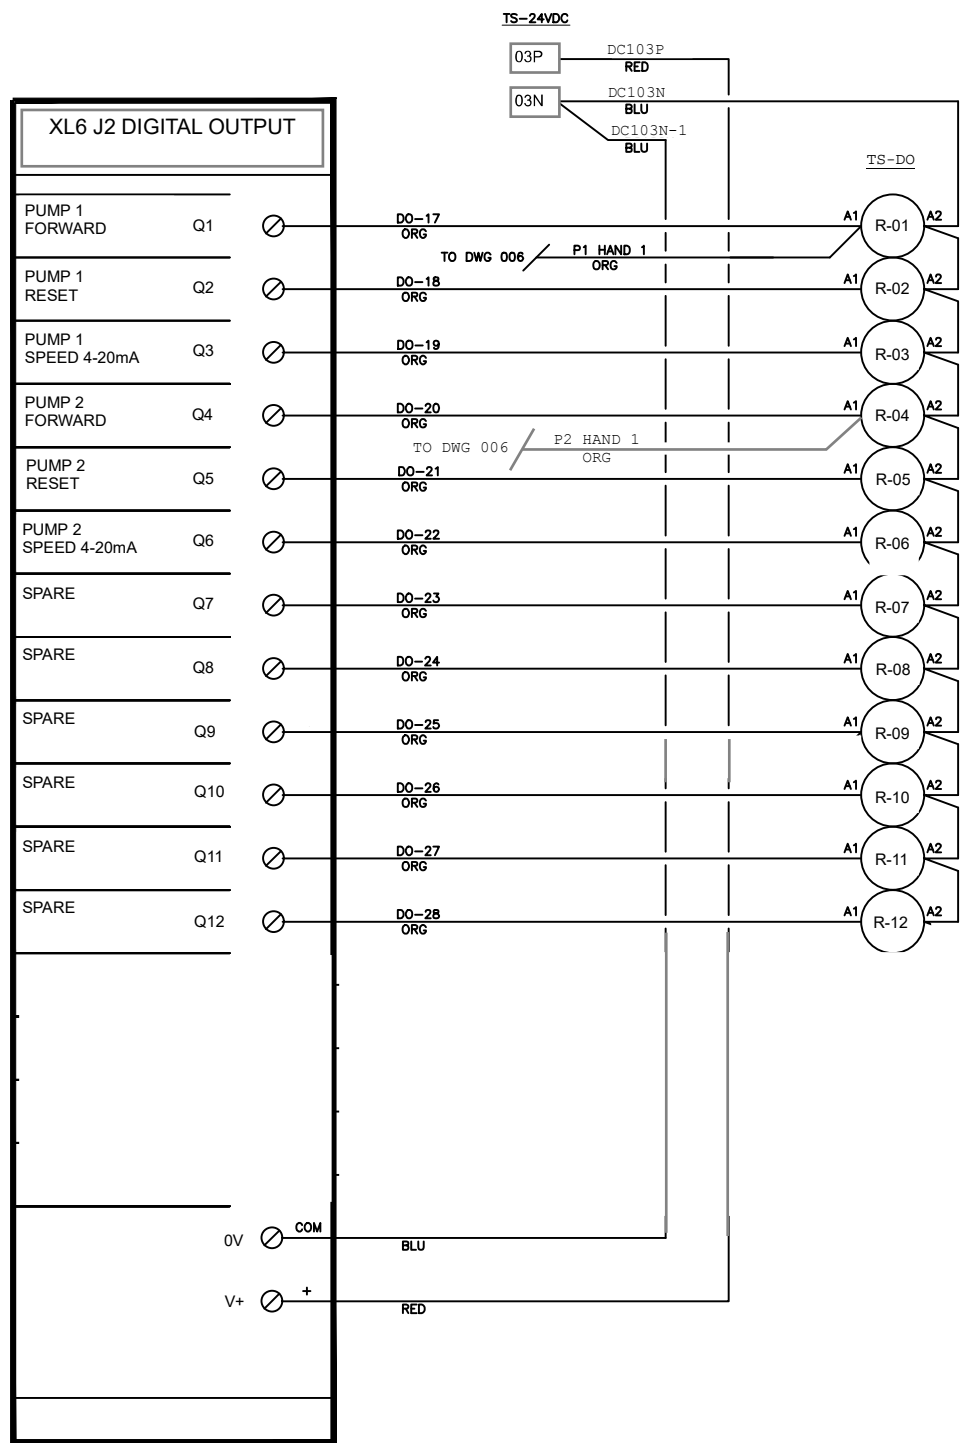 TS-24VDC
03P
DC103P
RED
03N
DC103N
BLU
DC103N-1
BLU
XL6 J2 DIGITAL OUTPUT
TS-DO
PUMP 1
FORWARD
Q1
DO-17
ORG
A1
R-01
A2
TO DWG 006
P1 HAND 1
ORG
PUMP 1
RESET
Q2
DO-18
ORG
A1
R-02
A2
PUMP 1
SPEED 4-20mA
Q3
DO-19
ORG
A1
R-03
A2
PUMP 2
FORWARD
Q4
DO-20
ORG
A1
R-04
A2
TO DWG 006
P2 HAND 1
ORG
PUMP 2
RESET
Q5
DO-21
ORG
A1
R-05
A2
PUMP 2
SPEED 4-20mA
Q6
DO-22
ORG
A1
R-06
A2
SPARE
Q7
DO-23
ORG
A1
R-07
A2
SPARE
Q8
DO-24
ORG
A1
R-08
A2
SPARE
Q9
DO-25
ORG
A1
R-09
A2
SPARE
Q10
DO-26
ORG
A1
R-10
A2
SPARE
Q11
DO-27
ORG
A1
R-11
A2
SPARE
Q12
DO-28
ORG
A1
R-12
A2
0V
COM
BLU
V+
+
RED